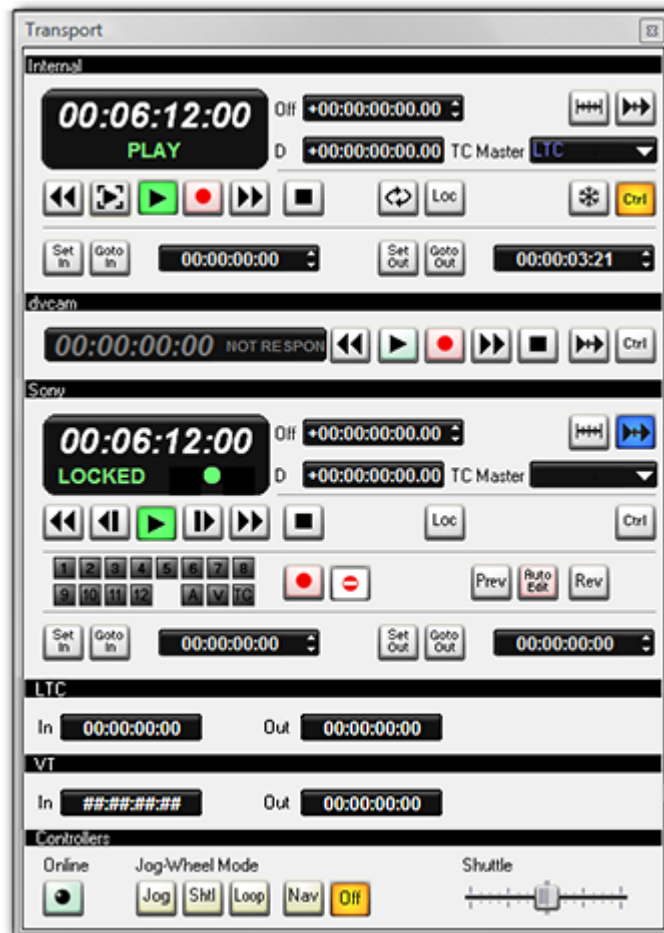 Transport
Internal
00:06:12:00 Off +00:00:00:00.00
PLAY D +00:00:00:00.00 TC Master LTC
Loc Ctrl
Set In Goto In 00:00:00:00 Set Out Goto Out 00:00:03:21
dvcam
00:00:00:00 NOT RESPON Ctrl
Sony
00:06:12:00 Off +00:00:00:00.00
LOCKED D +00:00:00:00.00 TC Master
Loc Ctrl
1 2 3 4 5 6 7 8
9 10 11 12 A V TC Prev Auto Edit Rev
Set In Goto In 00:00:00:00 Set Out Goto Out 00:00:00:00
LTC
In 00:00:00:00 Out 00:00:00:00
VT
In ##:##:##:## Out 00:00:00:00
Controllers
Online Jog-Wheel Mode Shuttle
Jog Shtl Loop Nav Off